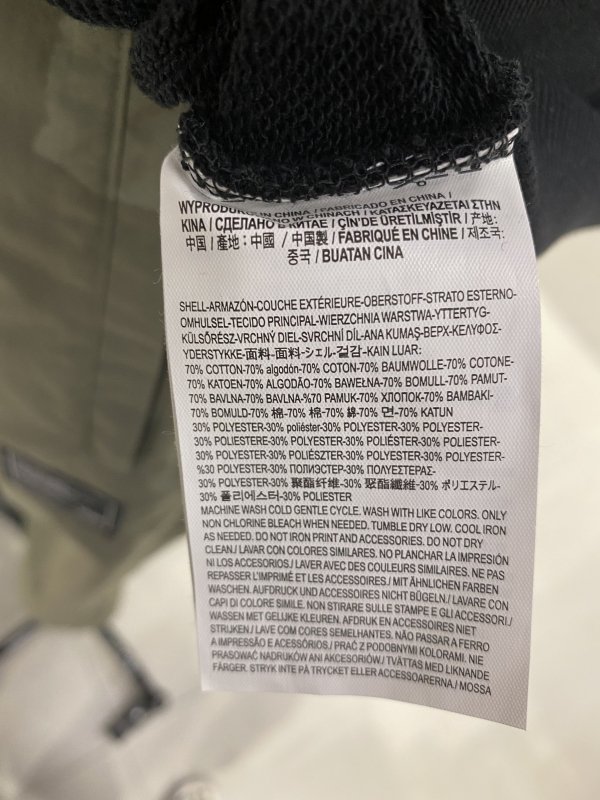 WYPRODUKO IN CHINA / FABRICADO EN CHINA /
W CHINACH / ΚΑΤΑΣΚΕΥΑΖΕΤΑΙ ΣΤΗΝ
ΚΙΝΑ / СДЕЛАНО В КИТАЕ / ÇİN'DE ÜRETİLMİŞTİR / 产地:
中国 / 產地: 中國 / 中国製 / FABRIQUÉ EN CHINE / 제조국:
중국 / BUATAN CINA
SHELL-ARMAZÓN-COUCHE EXTÉRIEURE-OBERSTOFF-STRATO ESTERNO-
OMHULSEL-TECIDO PRINCIPAL-WIERZCHNIA WARSTWA-YTTERTYG-
KÜLSŐRÉSZ-VRCHNÝ DIEL-SVRCHNÍ DÍL-ANA KUMAŞ-ВЕРХ-ΚΕΛΥΦΟΣ-
YDERSTYKKE-面料-面料-シェル-겉감-KAIN LUAR:
70% COTTON-70% algodón-70% COTON-70% BAUMWOLLE-70% COTONE-
70% KATOEN-70% ALGODÃO-70% BAWEŁNA-70% BOMULL-70% PAMUT-
70% BAVLNA-70% BAVLNA-%70 PAMUK-70% ХЛОПОК-70% ΒΑΜΒΑΚΙ-
70% BOMULD-70% 棉-70% 棉-70% 綿-70% 면-70% KATUN
30% POLYESTER-30% poliéster-30% POLYESTER-30% POLYESTER-
30% POLIESTERE-30% POLYESTER-30% POLIÉSTER-30% POLIESTER-
30% POLYESTER-30% POLIÉSZTER-30% POLYESTER-30% POLYESTER-
%30 POLYESTER-30% ПОЛИЭСТЕР-30% ΠΟΛΥΕΣΤΕΡΑΣ-
30% POLYESTER-30% 聚酯纤维-30% 聚酯纖維-30% ポリエステル-
30% 폴리에스터-30% POLIESTER
MACHINE WASH COLD GENTLE CYCLE. WASH WITH LIKE COLORS. ONLY
NON CHLORINE BLEACH WHEN NEEDED. TUMBLE DRY LOW. COOL IRON
AS NEEDED. DO NOT IRON PRINT AND ACCESSORIES. DO NOT DRY
CLEAN./ LAVAR CON COLORES SIMILARES. NO PLANCHAR LA IMPRESIÓN
NI LOS ACCESORIOS./ LAVER AVEC DES COULEURS SIMILAIRES. NE PAS
REPASSER L'IMPRIMÉ ET LES ACCESSOIRES./ MIT ÄHNLICHEN FARBEN
WASCHEN. AUFDRUCK UND ACCESSOIRES NICHT BÜGELN./ LAVARE CON
CAPI DI COLORE SIMILE. NON STIRARE SULLE STAMPE E GLI ACCESSORI./
WASSEN MET GELIJKE KLEUREN. AFDRUK EN ACCESSOIRES NIET
STRIJKEN./ LAVE COM CORES SEMELHANTES. NÃO PASSAR A FERRO
A IMPRESSÃO E ACESSÓRIOS./ PRAĆ Z PODOBNYMI KOLORAMI. NIE
PRASOWAĆ NADRUKÓW ANI AKCESORIÓW./ TVÄTTAS MED LIKNANDE
FÄRGER. STRYK INTE PÅ TRYCKET ELLER ACCESSOARERNA./ MOSSA